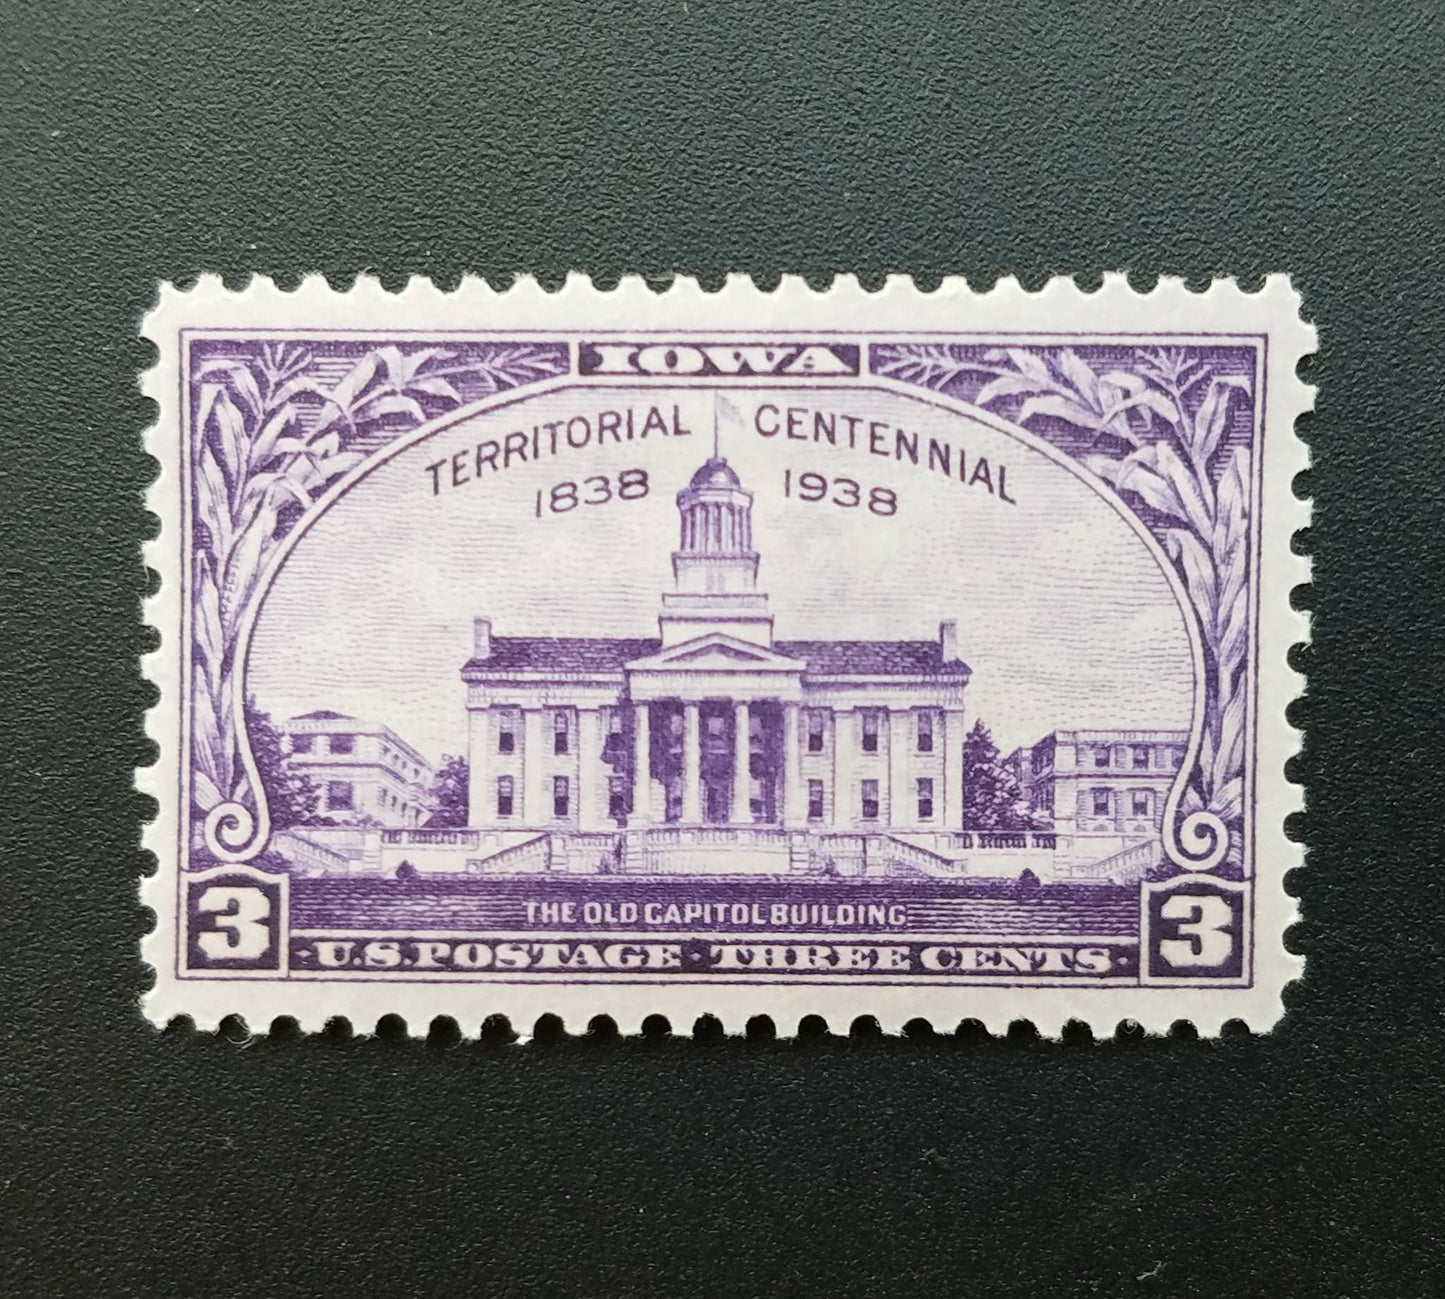 IOWA
TERRITORIAL CENTENNIAL
1838 1938
THE OLD CAPITOL BUILDING
3 U.S. POSTAGE · THREE CENTS · 3